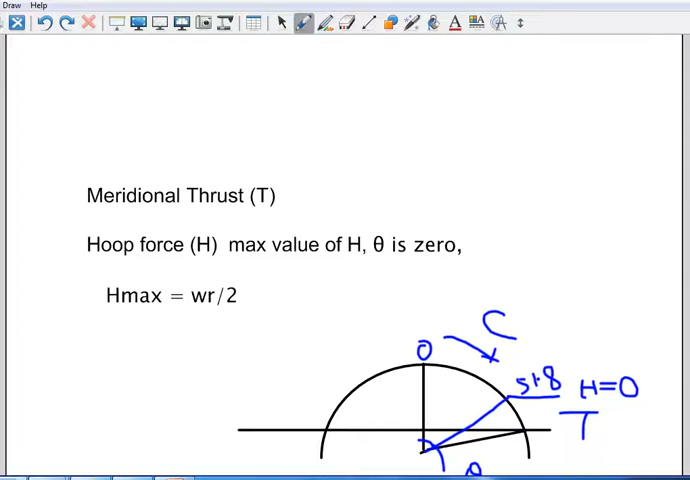 Draw Help
Meridional Thrust (T)
Hoop force (H) max value of H, θ is zero,
Hmax = wr/2
C
0
51.8 H=0
T
θ